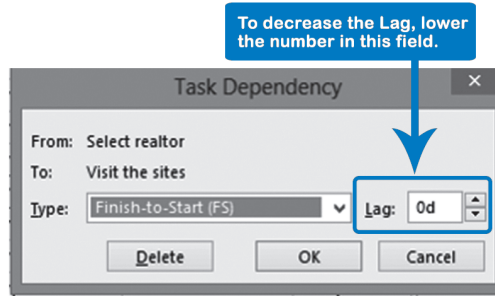 To decrease the Lag, lower
the number in this field.
Task Dependency
From: Select realtor
To: Visit the sites
Type: Finish-to-Start (FS) Lag: 0d
Delete OK Cancel